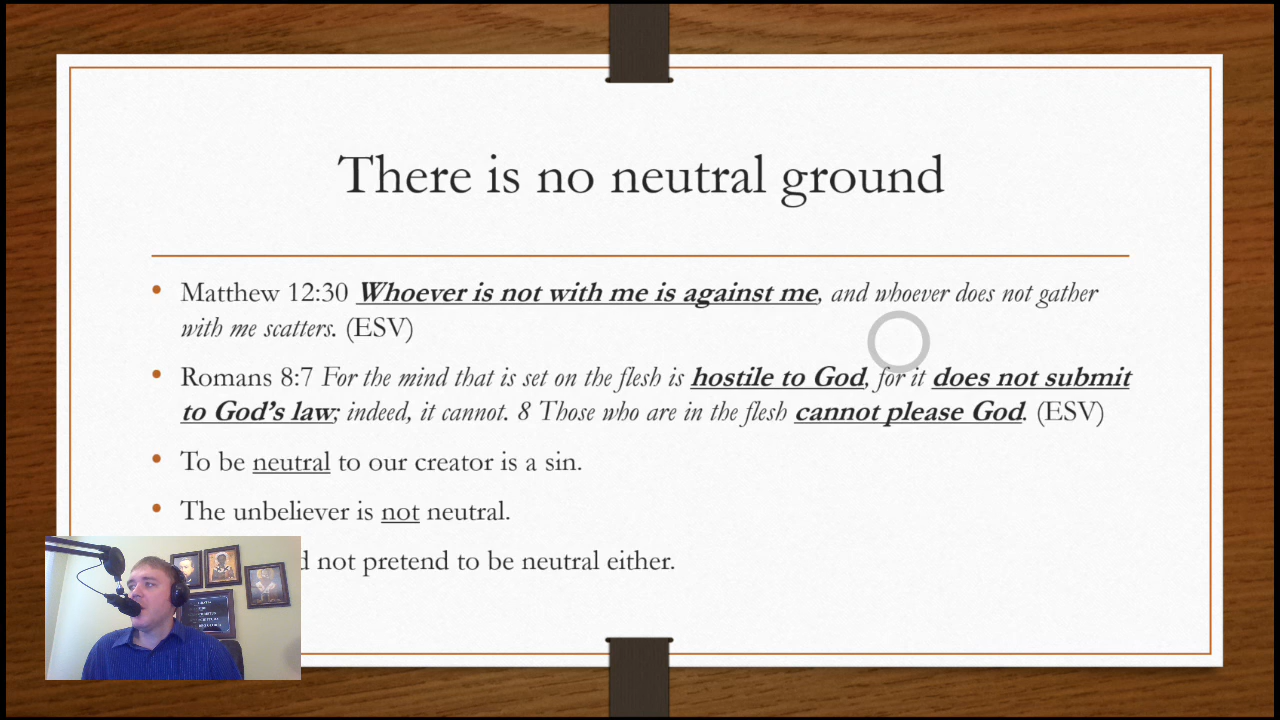 There is no neutral ground
• Matthew 12:30 Whoever is not with me is against me, and whoever does not gather
with me scatters. (ESV)
• Romans 8:7 For the mind that is set on the flesh is hostile to God, for it does not submit
to God’s law; indeed, it cannot. 8 Those who are in the flesh cannot please God. (ESV)
• To be neutral to our creator is a sin.
• The unbeliever is not neutral.
not pretend to be neutral either.